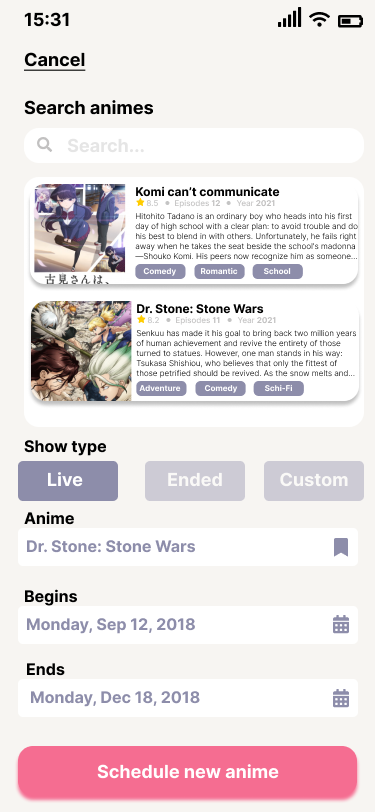 15:31
Cancel
Search animes
Search...
Komi can't communicate
8.5 • Episodes 12 • Year 2021
Hitohito Tadano is an ordinary boy who heads into his first
day of high school with a clear plan: to avoid trouble and do
his best to blend in with others. Unfortunately, he fails right
away when he takes the seat beside the school's madonna
—Shouko Komi. His peers now recognize him as someone...
Comedy Romantic School
古見さんは、
Dr. Stone: Stone Wars
8.2 • Episodes 11 • Year 2021
Senkuu has made it his goal to bring back two million years
of human achievement and revive the entirety of those
turned to statues. However, one man stands in his way:
Tsukasa Shishiou, who believes that only the fittest of
those petrified should be revived. As the snow melts and...
Adventure Comedy Schi-Fi
Show type
Live Ended Custom
Anime
Dr. Stone: Stone Wars
Begins
Monday, Sep 12, 2018
Ends
Monday, Dec 18, 2018
Schedule new anime